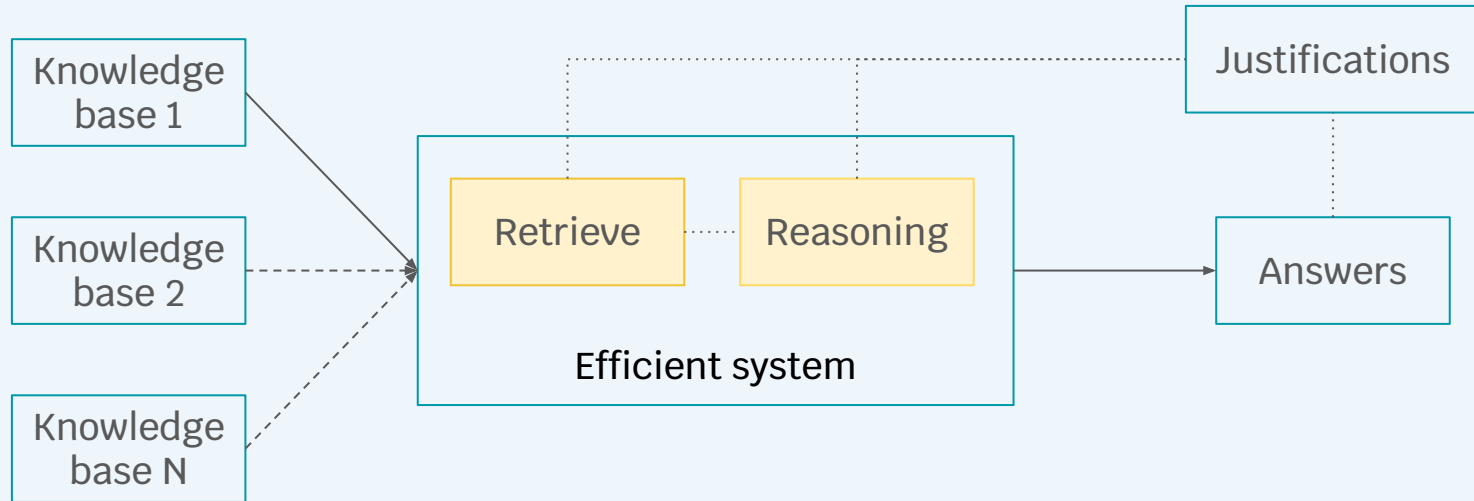 Knowledge
base 1
Knowledge
base 2
Knowledge
base N
Retrieve
Reasoning
Efficient system
Justifications
Answers